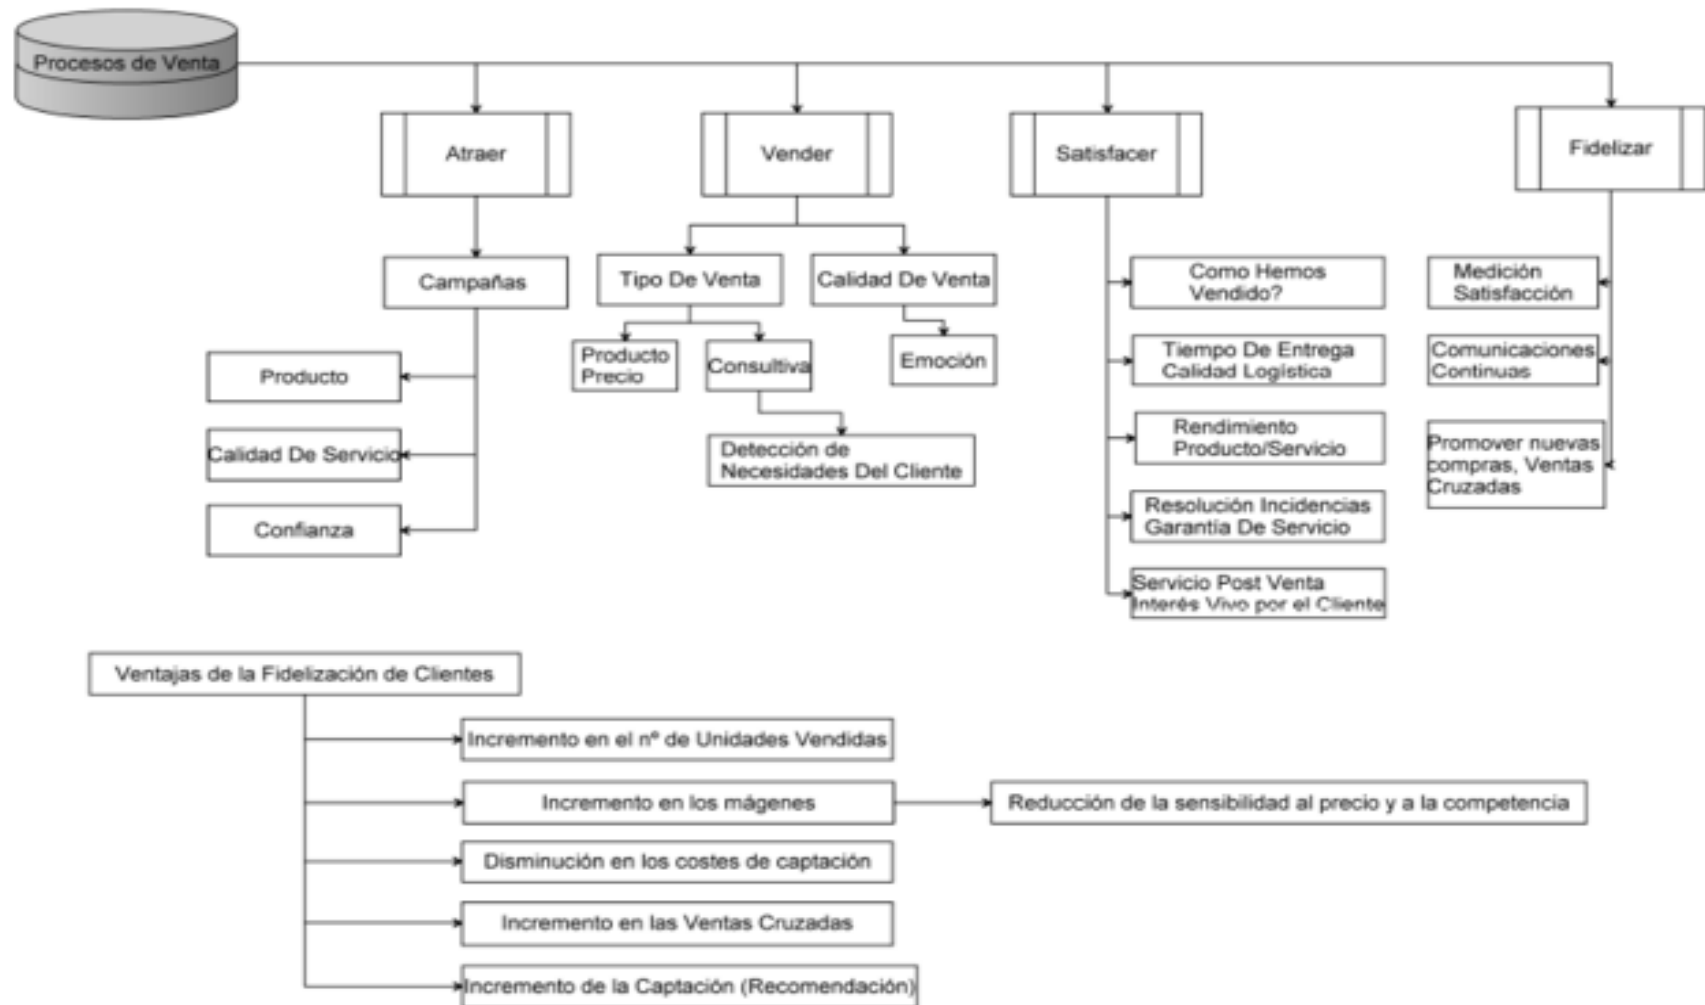 Procesos de Venta
Atraer
Vender
Satisfacer
Fidelizar
Campañas
Producto
Calidad De Servicio
Confianza
Tipo De Venta
Calidad De Venta
Producto
Precio
Consultiva
Emoción
Detección de
Necesidades Del Cliente
Como Hemos
Vendido?
Tiempo De Entrega
Calidad Logística
Rendimiento
Producto/Servicio
Resolución Incidencias
Garantía De Servicio
Servicio Post Venta
Interés Vivo por el Cliente
Medición
Satisfacción
Comunicaciones
Continuas
Promover nuevas
compras, Ventas
Cruzadas
Ventajas de la Fidelización de Clientes
Incremento en el nº de Unidades Vendidas
Incremento en los mágenes
Reducción de la sensibilidad al precio y a la competencia
Disminución en los costes de captación
Incremento en las Ventas Cruzadas
Incremento de la Captación (Recomendación)